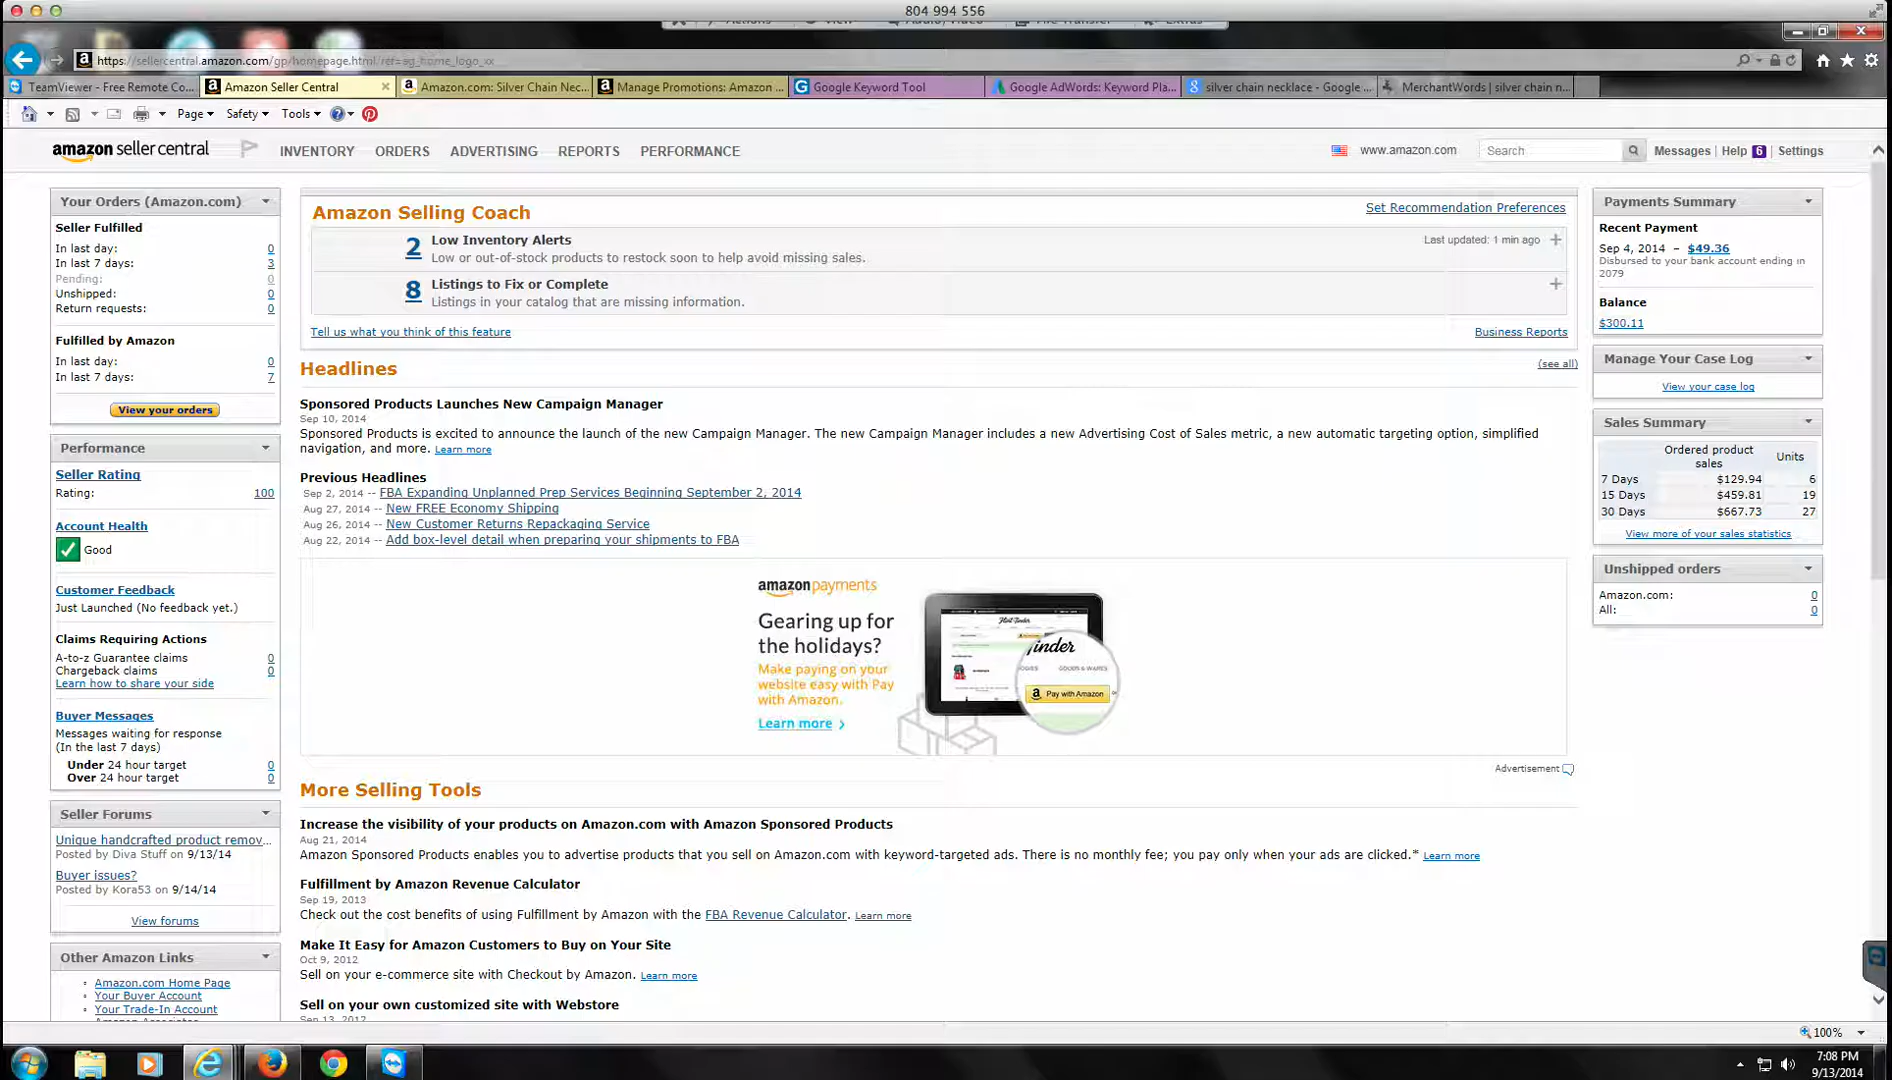 804 994 556
Actions
View
Audio/Video
File Transfer
Extras
https://sellercentral.amazon.com/gp/homepage.html/ref=ag_home_logo_xx
TeamViewer - Free Remote Co...
Amazon Seller Central
Amazon.com: Silver Chain Nec...
Manage Promotions: Amazon ...
Google Keyword Tool
Google AdWords: Keyword Pla...
silver chain necklace - Google ...
MerchantWords | silver chain n...
Page
Safety
Tools
amazon seller central
INVENTORY
ORDERS
ADVERTISING
REPORTS
PERFORMANCE
www.amazon.com
Search
Messages | Help 6 | Settings
Your Orders (Amazon.com)
Seller Fulfilled
In last day: 0
In last 7 days: 3
Pending: 0
Unshipped: 0
Return requests: 0
Fulfilled by Amazon
In last day: 0
In last 7 days: 7
View your orders
Performance
Seller Rating
Rating: 100
Account Health
Good
Customer Feedback
Just Launched (No feedback yet.)
Claims Requiring Actions
A-to-z Guarantee claims 0
Chargeback claims 0
Learn how to share your side
Buyer Messages
Messages waiting for response
(In the last 7 days)
Under 24 hour target 0
Over 24 hour target 0
Seller Forums
Unique handcrafted product remov...
Posted by Diva Stuff on 9/13/14
Buyer issues?
Posted by Kora53 on 9/14/14
View forums
Other Amazon Links
Amazon.com Home Page
Your Buyer Account
Your Trade-In Account
Amazon Selling Coach
Set Recommendation Preferences
2 Low Inventory Alerts
Last updated: 1 min ago
Low or out-of-stock products to restock soon to help avoid missing sales.
8 Listings to Fix or Complete
Listings in your catalog that are missing information.
Tell us what you think of this feature
Business Reports
Headlines
(see all)
Sponsored Products Launches New Campaign Manager
Sep 10, 2014
Sponsored Products is excited to announce the launch of the new Campaign Manager. The new Campaign Manager includes a new Advertising Cost of Sales metric, a new automatic targeting option, simplified
navigation, and more. Learn more
Previous Headlines
Sep 2, 2014 -- FBA Expanding Unplanned Prep Services Beginning September 2, 2014
Aug 27, 2014 -- New FREE Economy Shipping
Aug 26, 2014 -- New Customer Returns Repackaging Service
Aug 22, 2014 -- Add box-level detail when preparing your shipments to FBA
amazon payments
Gearing up for
the holidays?
Make paying on your
website easy with Pay
with Amazon.
Learn more >
GOODS & WARES
Pay with Amazon
Advertisement
More Selling Tools
Increase the visibility of your products on Amazon.com with Amazon Sponsored Products
Aug 21, 2014
Amazon Sponsored Products enables you to advertise products that you sell on Amazon.com with keyword-targeted ads. There is no monthly fee; you pay only when your ads are clicked.* Learn more
Fulfillment by Amazon Revenue Calculator
Sep 19, 2013
Check out the cost benefits of using Fulfillment by Amazon with the FBA Revenue Calculator. Learn more
Make It Easy for Amazon Customers to Buy on Your Site
Oct 9, 2012
Sell on your e-commerce site with Checkout by Amazon. Learn more
Sell on your own customized site with Webstore
Sep 13, 2012
Payments Summary
Recent Payment
Sep 4, 2014 – $49.36
Disbursed to your bank account ending in
2079
Balance
$300.11
Manage Your Case Log
View your case log
Sales Summary
Ordered product
sales
Units
7 Days $129.94 6
15 Days $459.81 19
30 Days $667.73 27
View more of your sales statistics
Unshipped orders
Amazon.com: 0
All: 0
100%
7:08 PM
9/13/2014